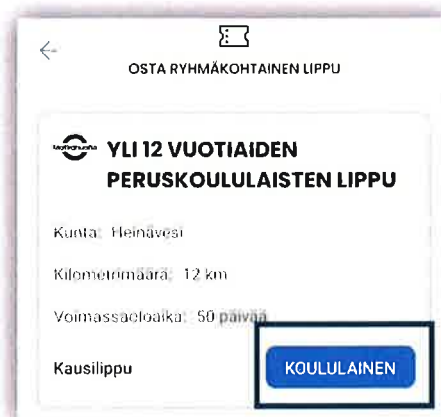 OSTA RYHMÄKOHTAINEN LIPPU
YLI 12 VUOTIAIDEN
PERUSKOULULAISTEN LIPPU
Kunta: Heinävesi
Kilometrimäärä: 12 km
Voimassaoloaika: 50 päivää
Kausilippu
KOULULAINEN